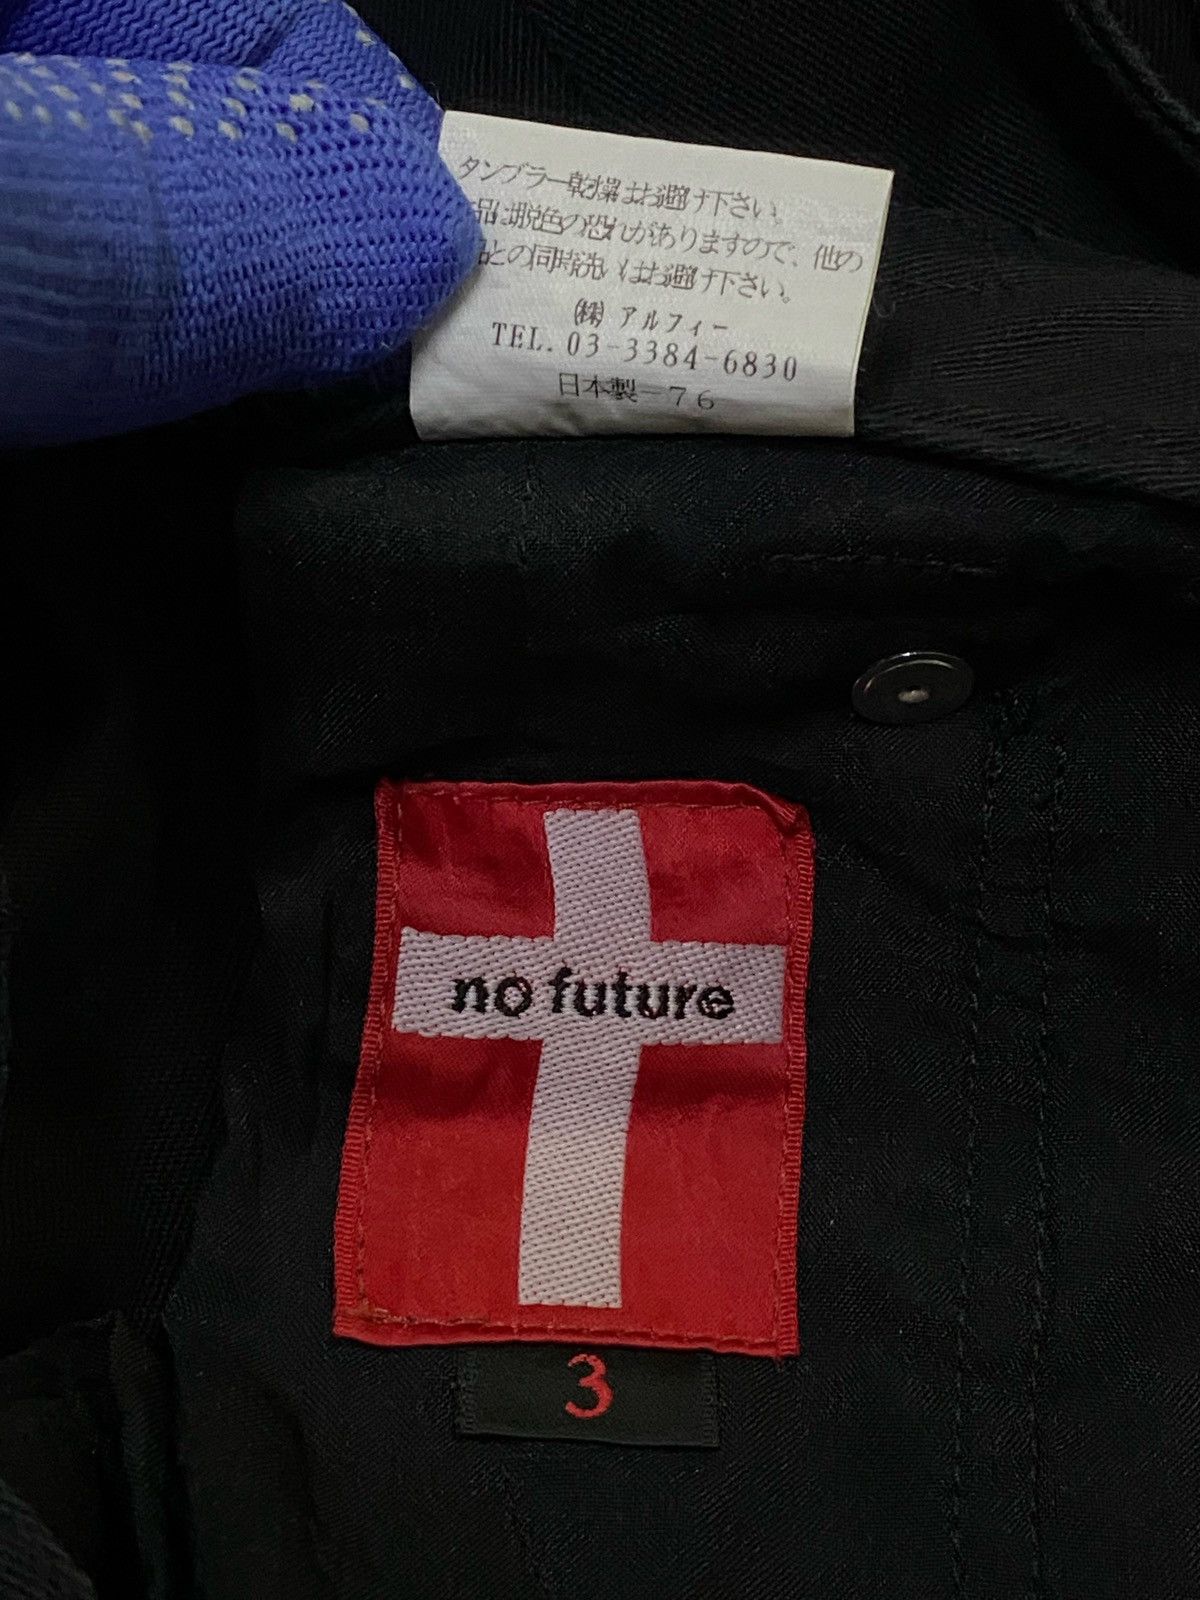 タンブラー乾燥はお避け下さい。
品は脱色の恐れがありますので、他の
品との同時洗いはお避け下さい。
㈱アルフィー
TEL. 03-3384-6830
日本製－76
no future
3